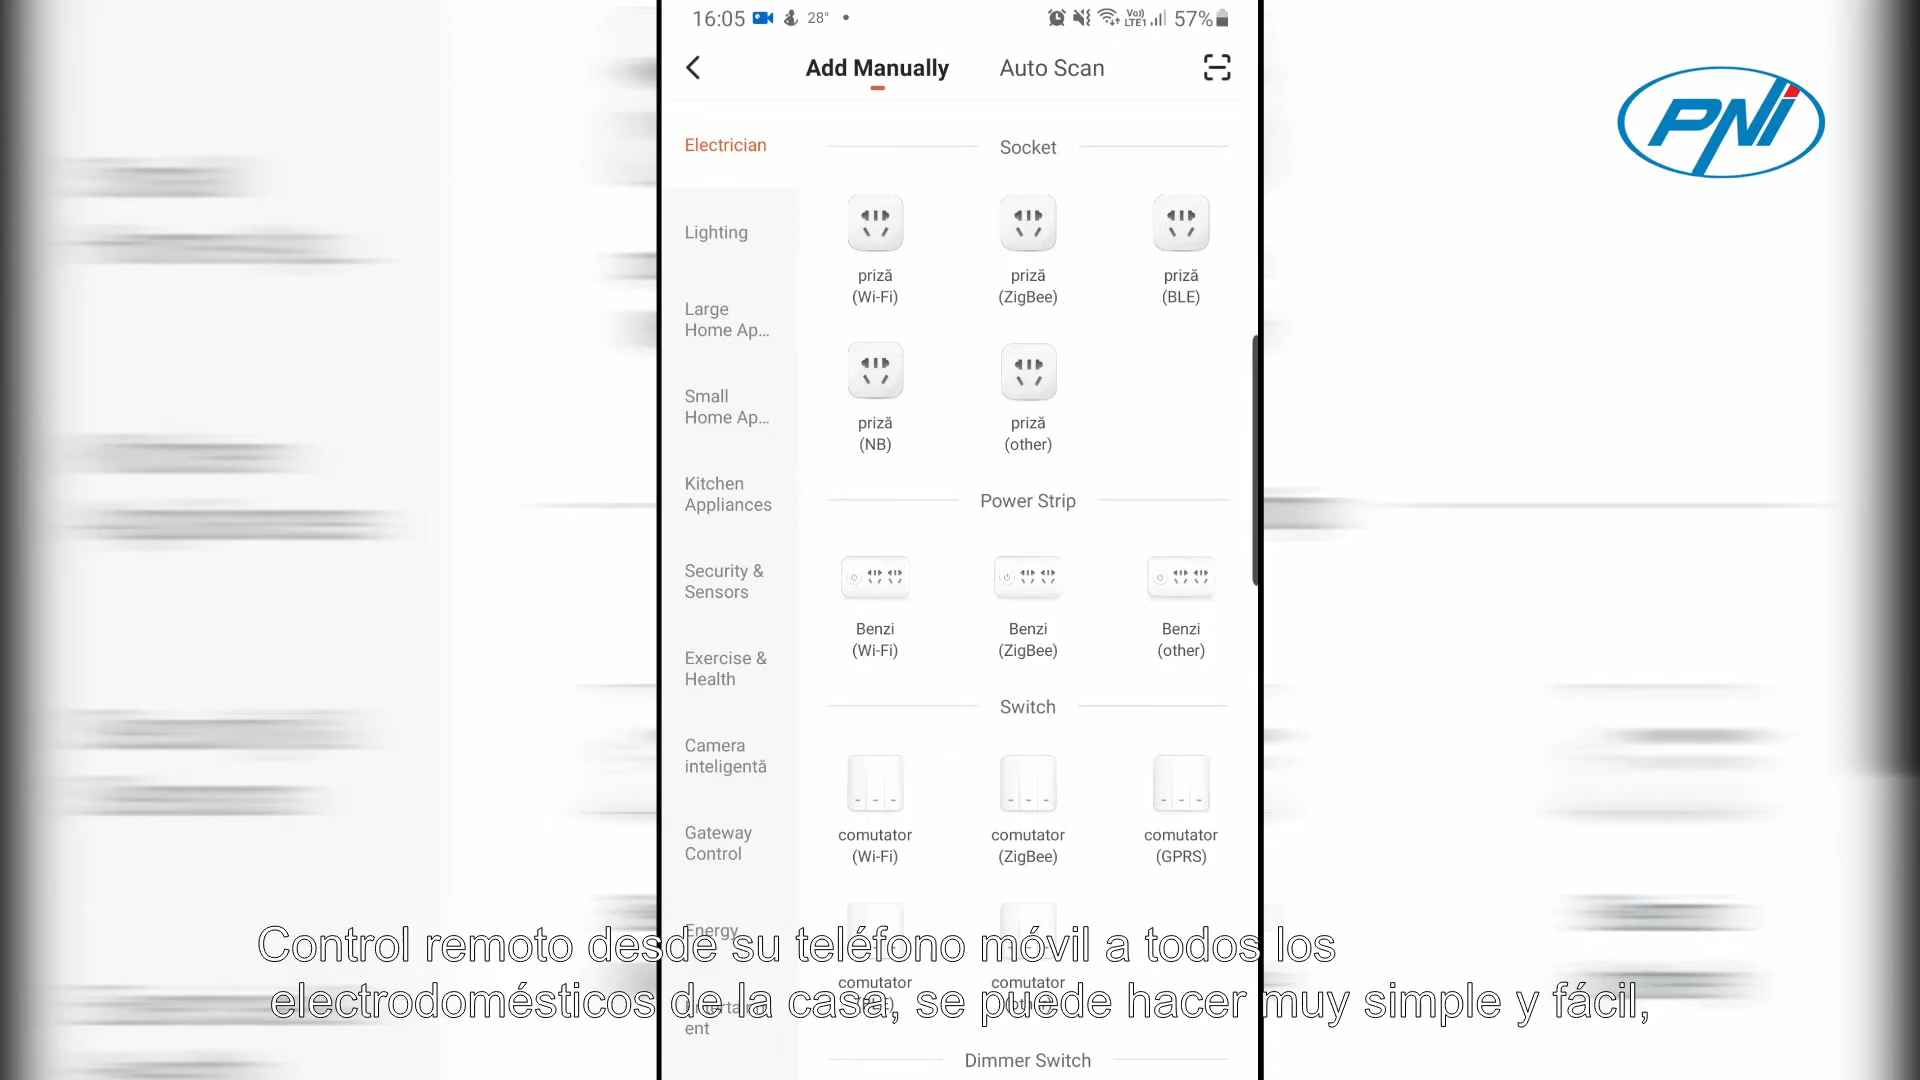 16:05 28° Vo)) LTE1 57%
Add Manually Auto Scan
PNI
Electrician
Lighting
Large
Home Ap...
Small
Home Ap...
Kitchen
Appliances
Security &
Sensors
Exercise &
Health
Camera
inteligentă
Gateway
Control
Energy
ent
Socket
priză
(Wi-Fi)
priză
(ZigBee)
priză
(BLE)
priză
(NB)
priză
(other)
Power Strip
Benzi
(Wi-Fi)
Benzi
(ZigBee)
Benzi
(other)
Switch
comutator
(Wi-Fi)
comutator
(ZigBee)
comutator
(GPRS)
comutator
comutator
Dimmer Switch
Control remoto desde su teléfono móvil a todos los
electrodomésticos de la casa, se puede hacer muy simple y fácil,